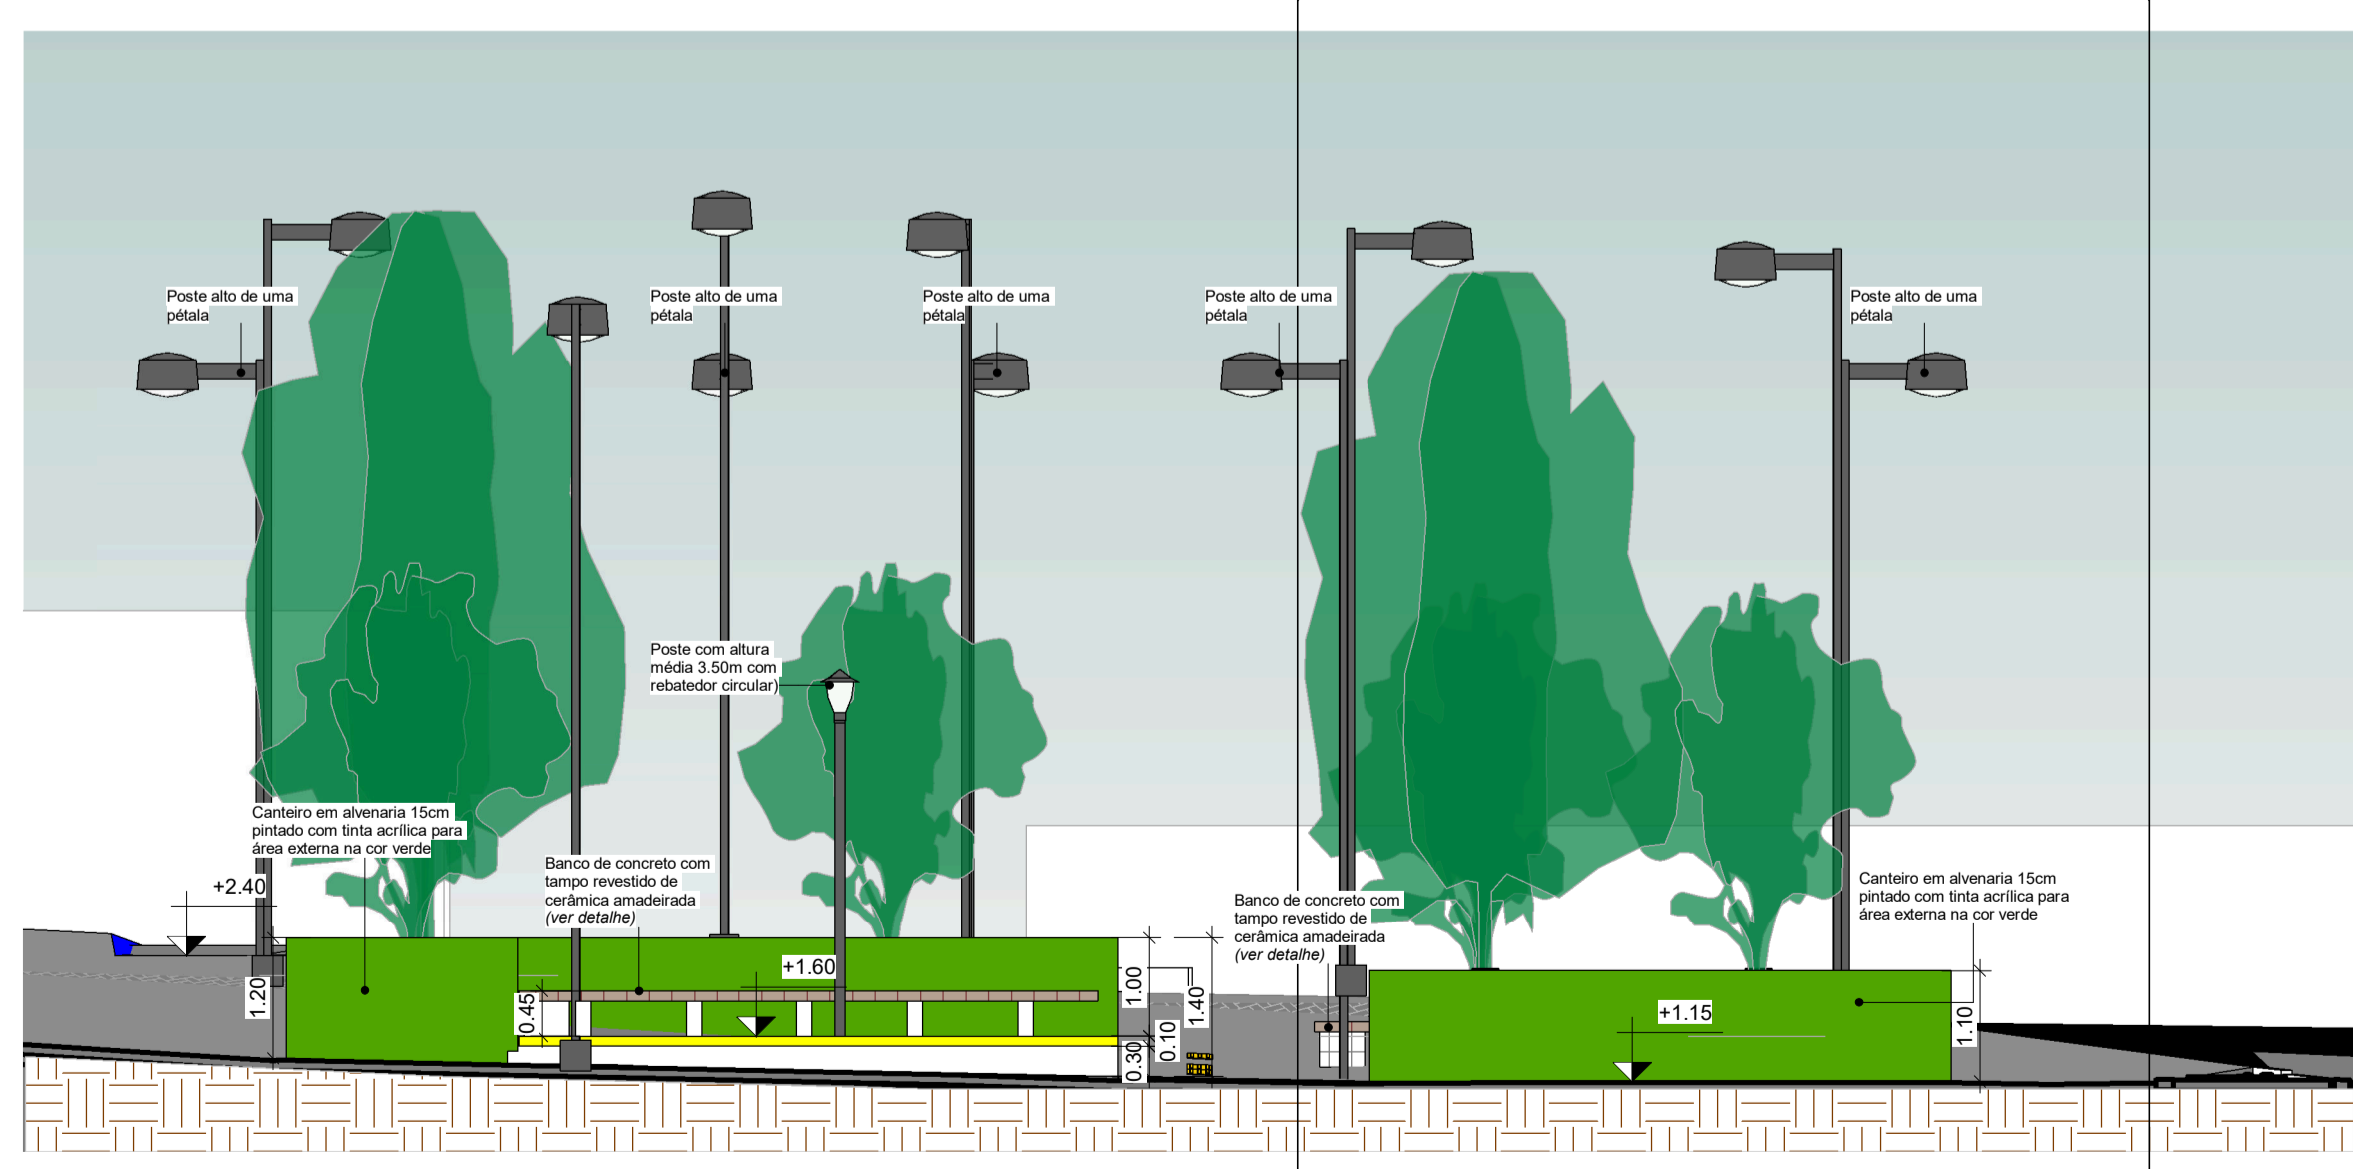 Poste alto de uma
pétala
Poste alto de uma
pétala
Poste alto de uma
pétala
Poste alto de uma
pétala
Poste alto de uma
pétala
Poste com altura
média 3.50m com
rebatedor circular)
Canteiro em alvenaria 15cm
pintado com tinta acrílica para
área externa na cor verde
Banco de concreto com
tampo revestido de
cerâmica amadeirada
(ver detalhe)
Banco de concreto com
tampo revestido de
cerâmica amadeirada
(ver detalhe)
Canteiro em alvenaria 15cm
pintado com tinta acrílica para
área externa na cor verde
+2.40
+1.60
+1.15
1.20
0.45
1.00
0.30
0.10
1.40
1.10